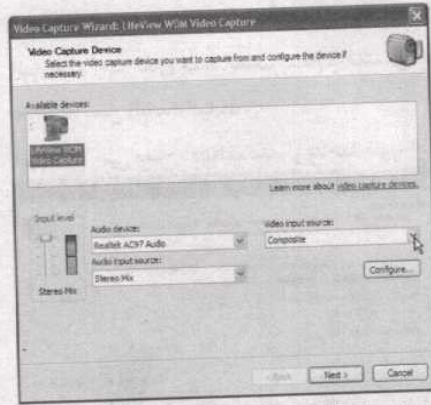 Video Capture Wizard: LifeView WDM Video Capture
Video Capture Device
Select the video capture device you want to capture from and configure the device if
necessary.
Available devices:
LifeView WDM
Video Capture
Learn more about video capture devices.
Input level
Audio device:
Video input source:
Realtek AC97 Audio
Composite
Audio input source:
Stereo Mix
Configure...
Stereo Mix
< Back
Next >
Cancel